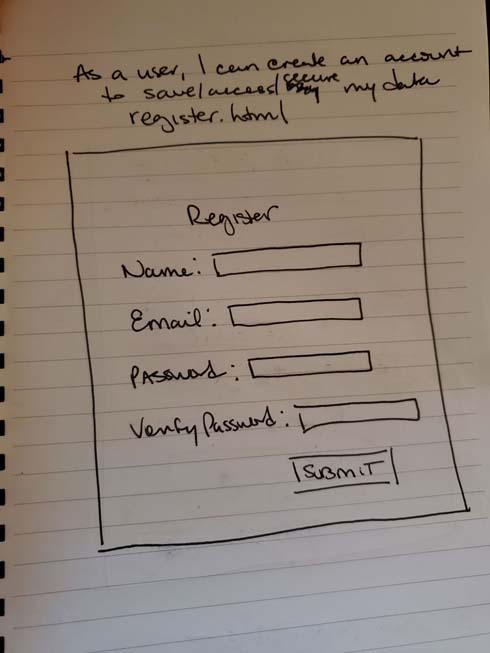 As a user, I can create an account
to save/access/secure my data
register.html
Register
Name:
Email:
Password:
Verify Password:
SUBMIT